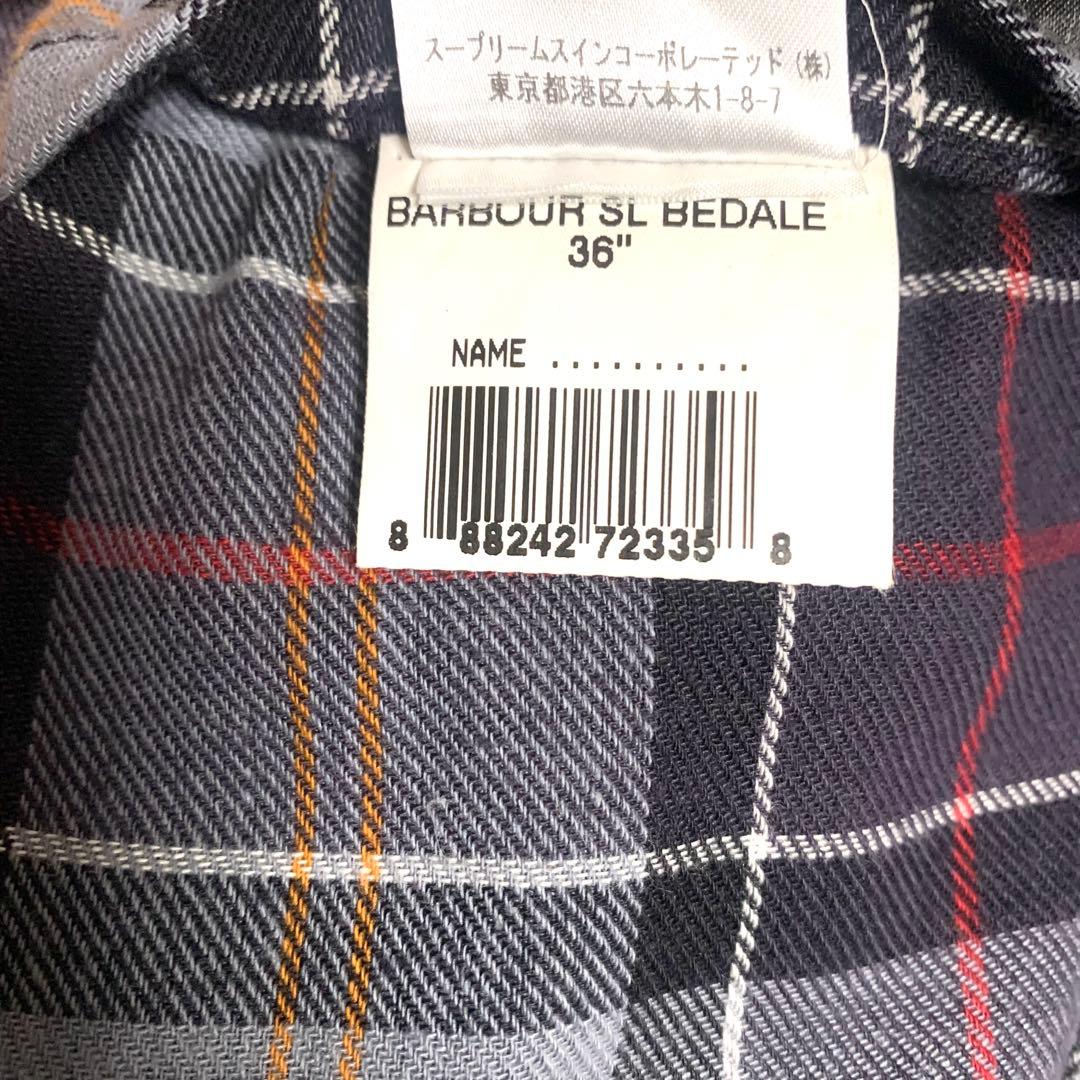 スープリームスインコーポレーテッド (株)
東京都港区六本木1-8-7
BARBOUR SL BEDALE
36"
NAME ..........
8 88242 72335 8